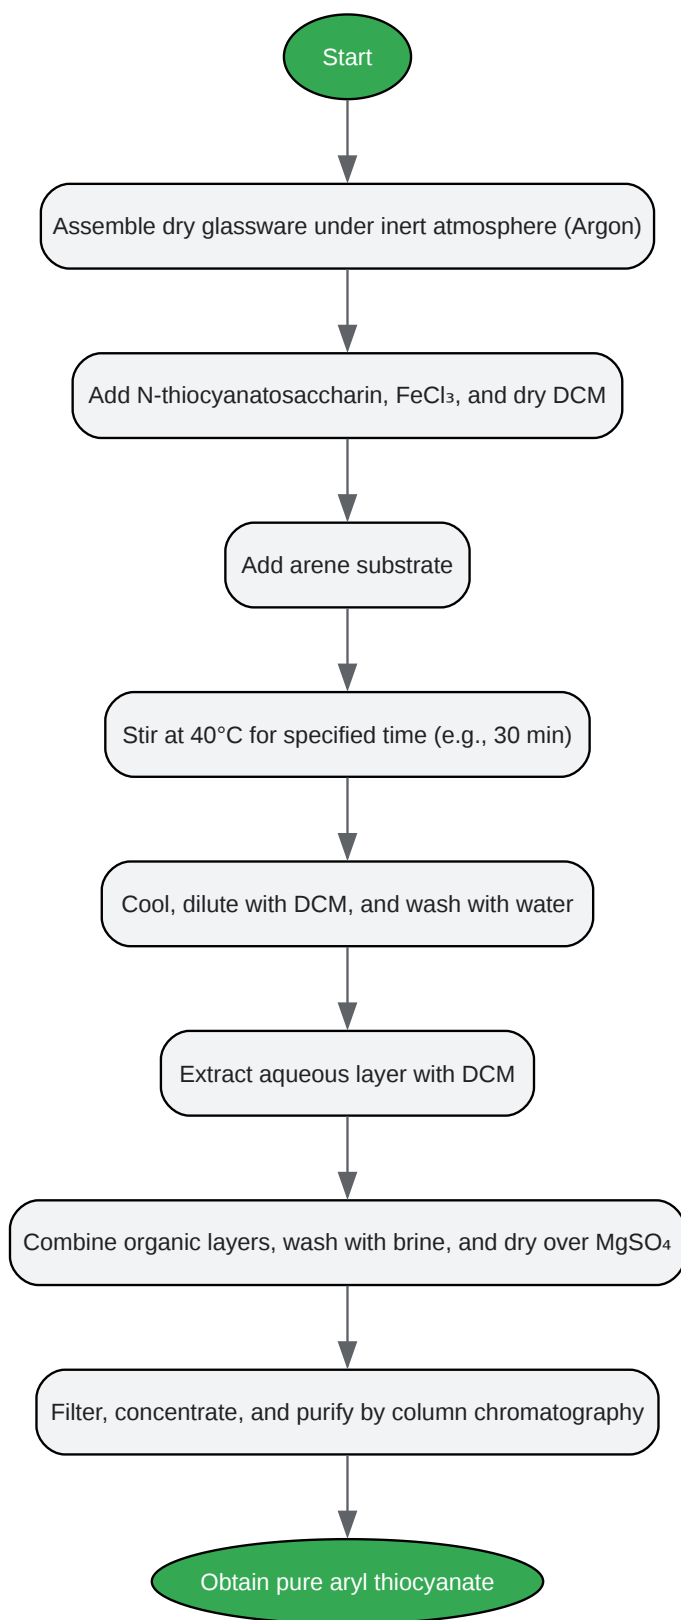 Start
Assemble dry glassware under inert atmosphere (Argon)
Add N-thiocyanatosaccharin, FeCl₃, and dry DCM
Add arene substrate
Stir at 40°C for specified time (e.g., 30 min)
Cool, dilute with DCM, and wash with water
Extract aqueous layer with DCM
Combine organic layers, wash with brine, and dry over MgSO₄
Filter, concentrate, and purify by column chromatography
Obtain pure aryl thiocyanate